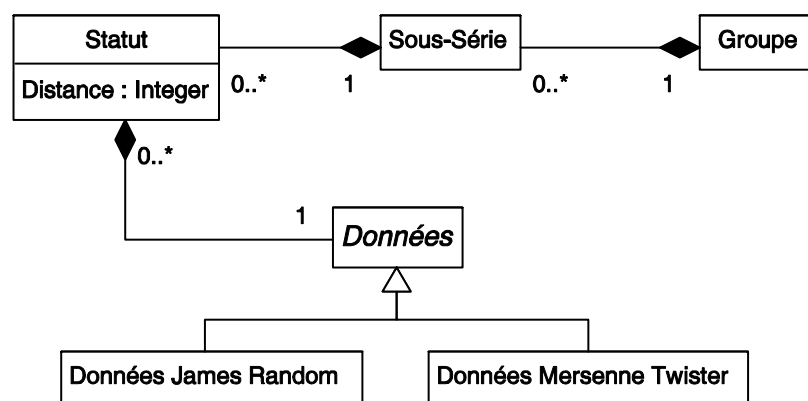 Statut
Sous-Série
Groupe
Distance : Integer
0..*
1
0..*
1
0..*
1
Données
Données James Random
Données Mersenne Twister